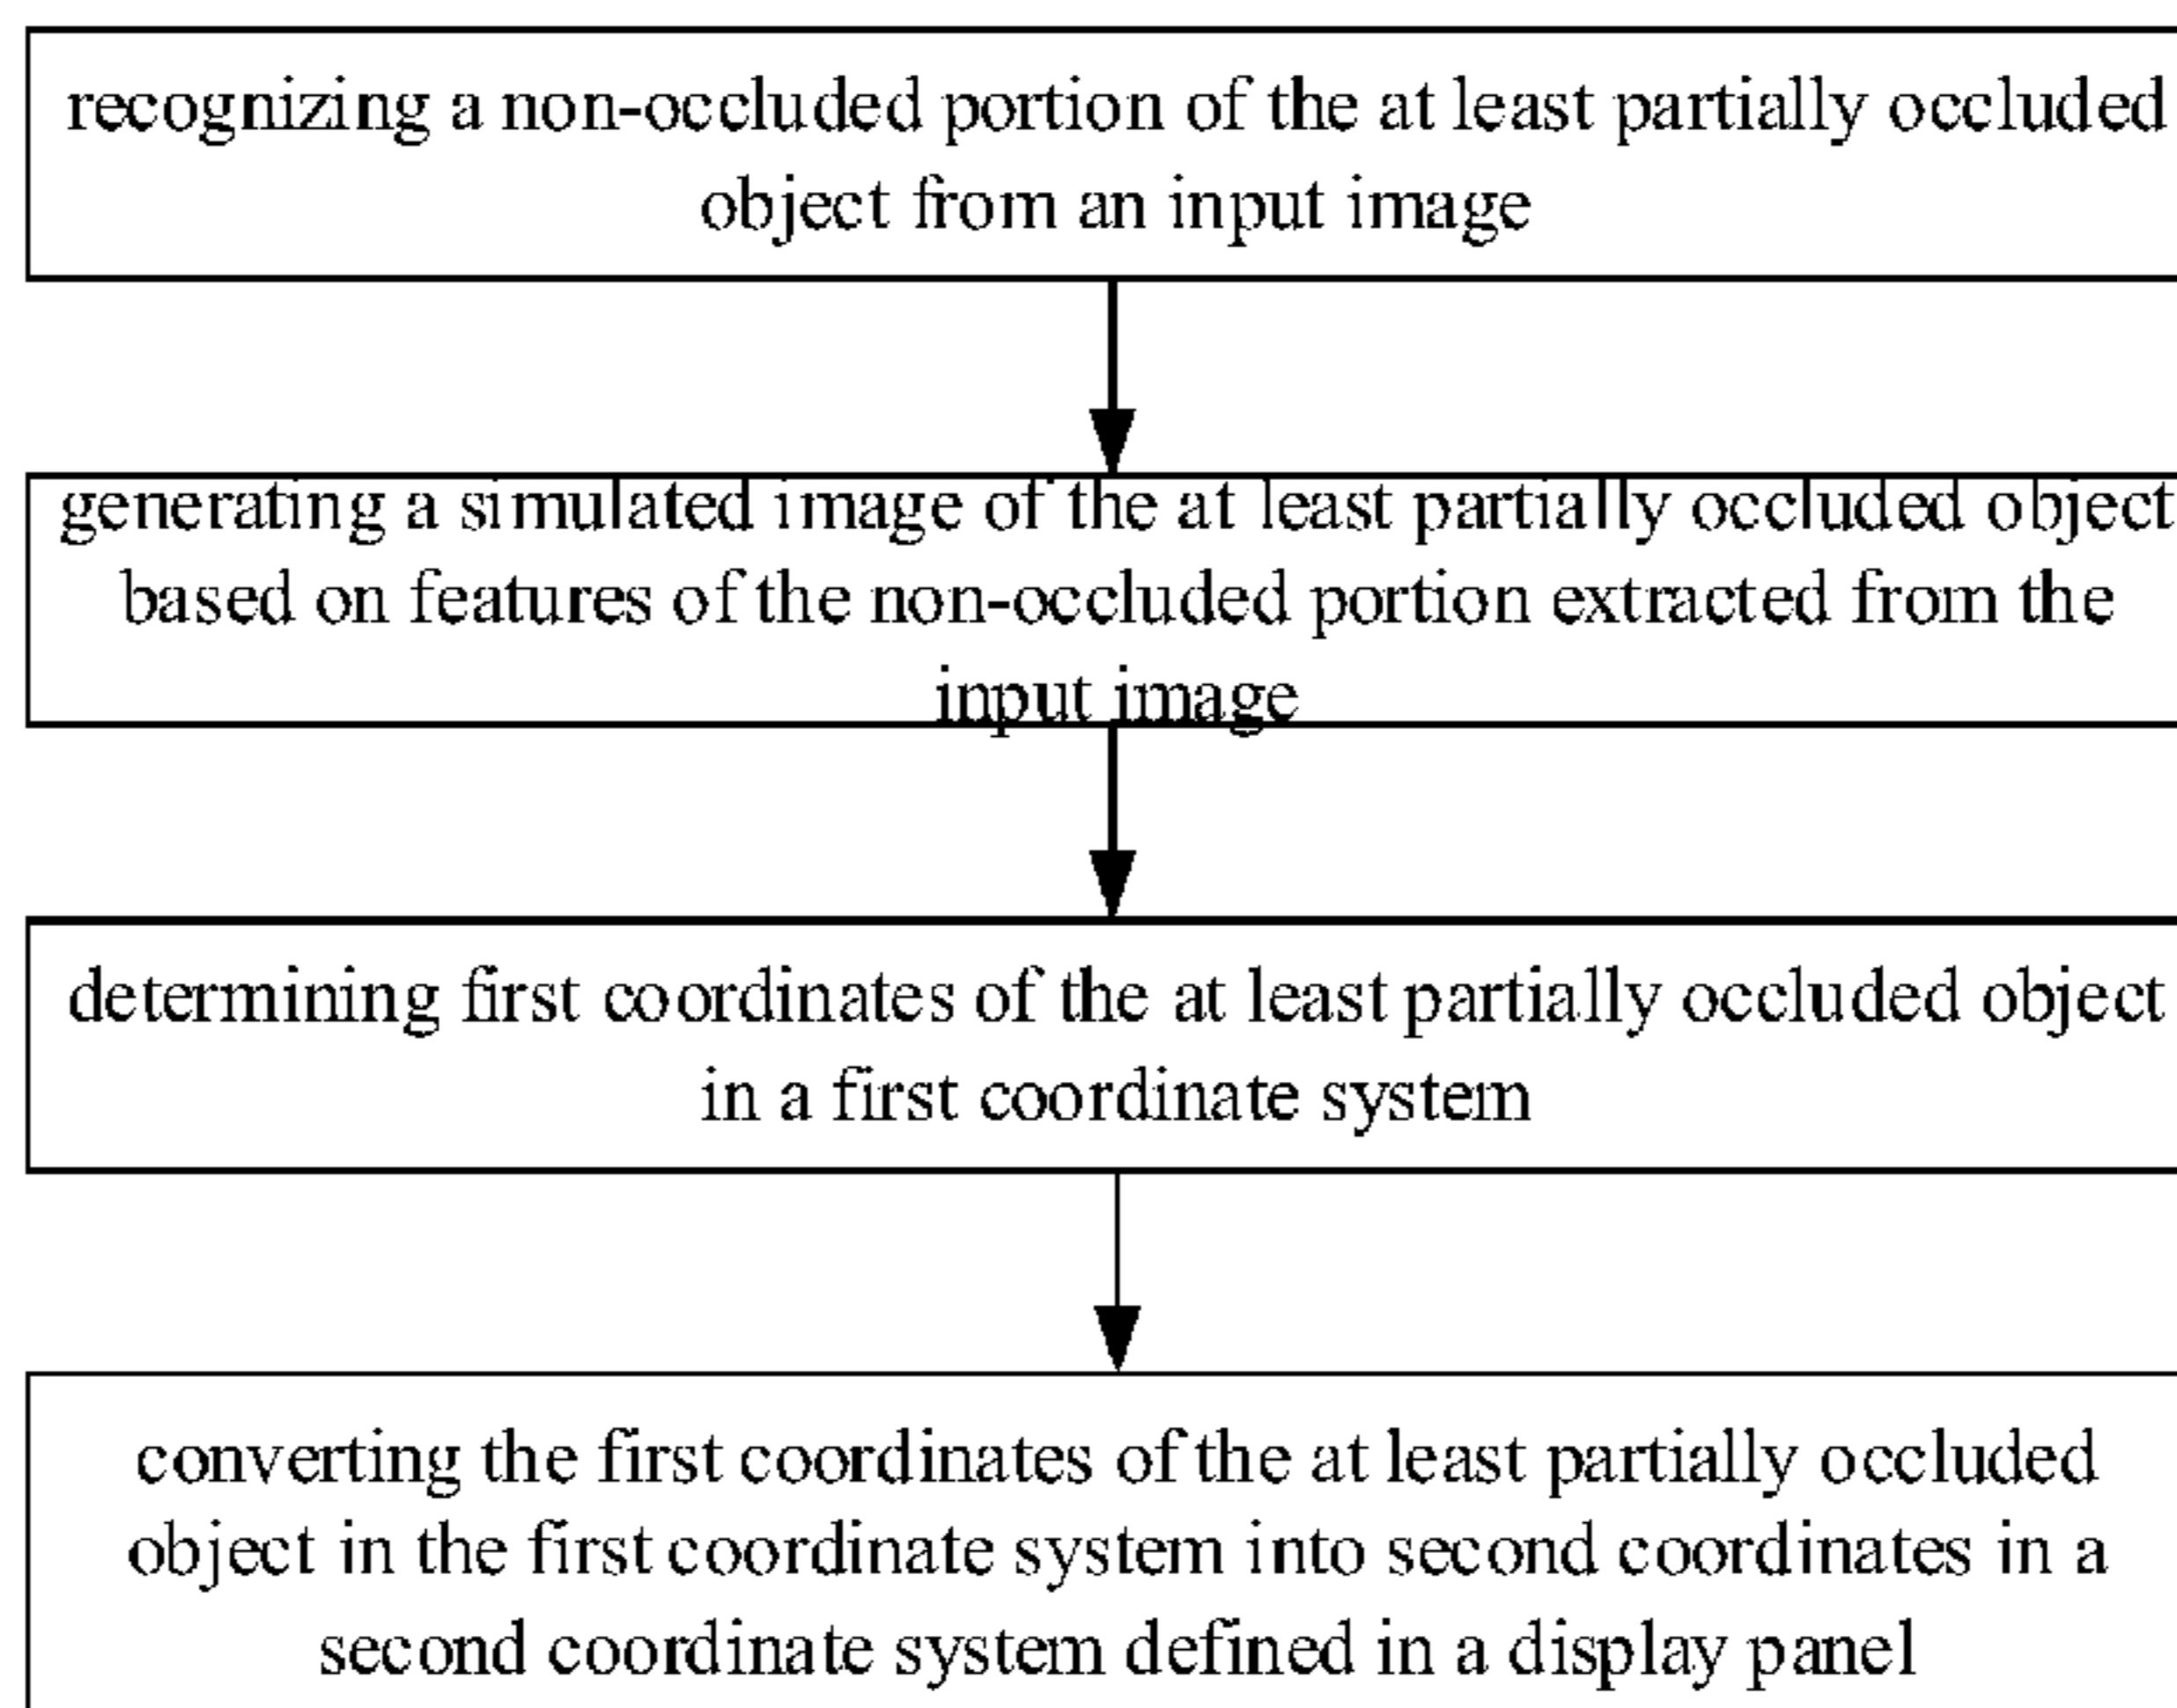 recognizing a non-occluded portion of the at least partially occluded
object from an input image
generating a simulated image of the at least partially occluded object
based on features of the non-occluded portion extracted from the
input image
determining first coordinates of the at least partially occluded object
in a first coordinate system
converting the first coordinates of the at least partially occluded
object in the first coordinate system into second coordinates in a
second coordinate system defined in a display panel